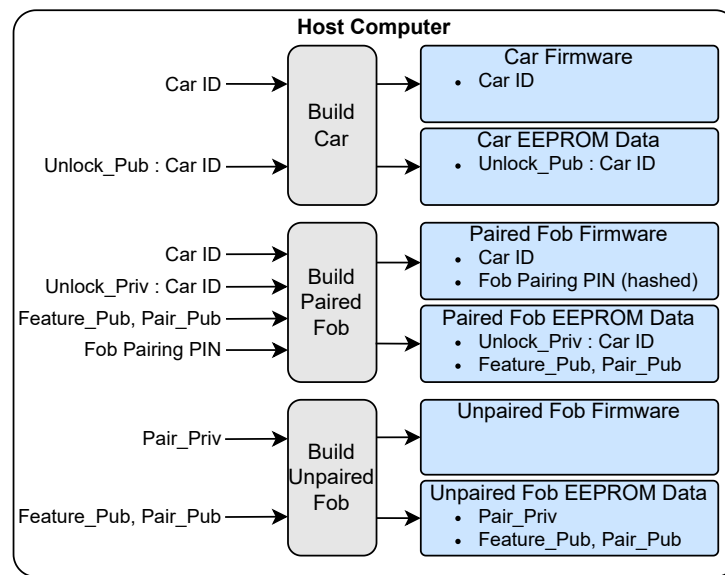 Host Computer
Car ID
Unlock_Pub : Car ID
Build
Car
Car Firmware
• Car ID
Car EEPROM Data
• Unlock_Pub : Car ID
Car ID
Unlock_Priv : Car ID
Feature_Pub, Pair_Pub
Fob Pairing PIN
Build
Paired
Fob
Paired Fob Firmware
• Car ID
• Fob Pairing PIN (hashed)
Paired Fob EEPROM Data
• Unlock_Priv : Car ID
• Feature_Pub, Pair_Pub
Pair_Priv
Feature_Pub, Pair_Pub
Build
Unpaired
Fob
Unpaired Fob Firmware
Unpaired Fob EEPROM Data
• Pair_Priv
• Feature_Pub, Pair_Pub